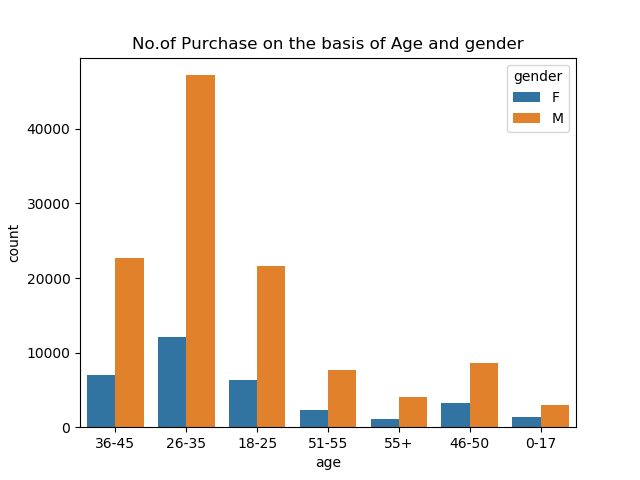 No.of Purchase on the basis of Age and gender
gender
F
M
40000
30000
20000
10000
0
count
36-45 26-35 18-25 51-55 55+ 46-50 0-17
age